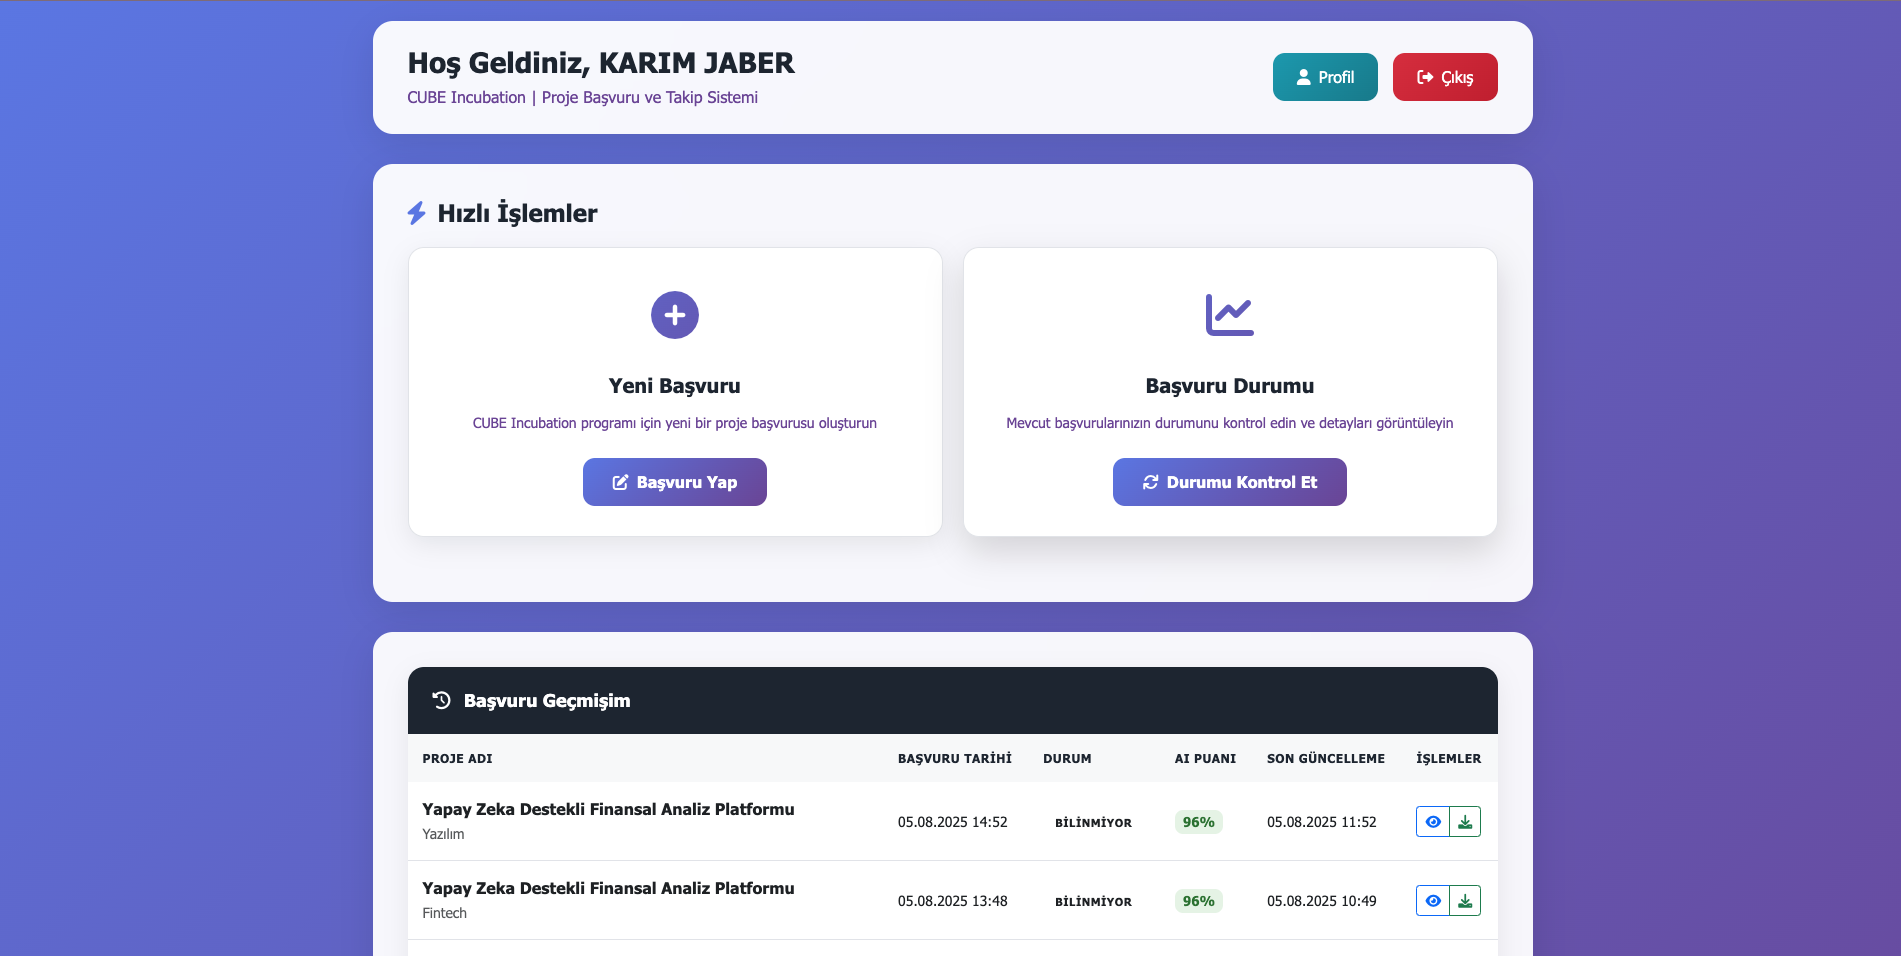 Hoş Geldiniz, KARIM JABER
CUBE Incubation | Proje Başvuru ve Takip Sistemi
Profil
Çıkış
Hızlı İşlemler
Yeni Başvuru
CUBE Incubation programı için yeni bir proje başvurusu oluşturun
Başvuru Yap
Başvuru Durumu
Mevcut başvurularınızın durumunu kontrol edin ve detayları görüntüleyin
Durumu Kontrol Et
Başvuru Geçmişim
PROJE ADI BAŞVURU TARİHİ DURUM AI PUANI SON GÜNCELLEME İŞLEMLER
Yapay Zeka Destekli Finansal Analiz Platformu
Yazılım
05.08.2025 14:52 BİLİNMİYOR 96% 05.08.2025 11:52
Yapay Zeka Destekli Finansal Analiz Platformu
Fintech
05.08.2025 13:48 BİLİNMİYOR 96% 05.08.2025 10:49